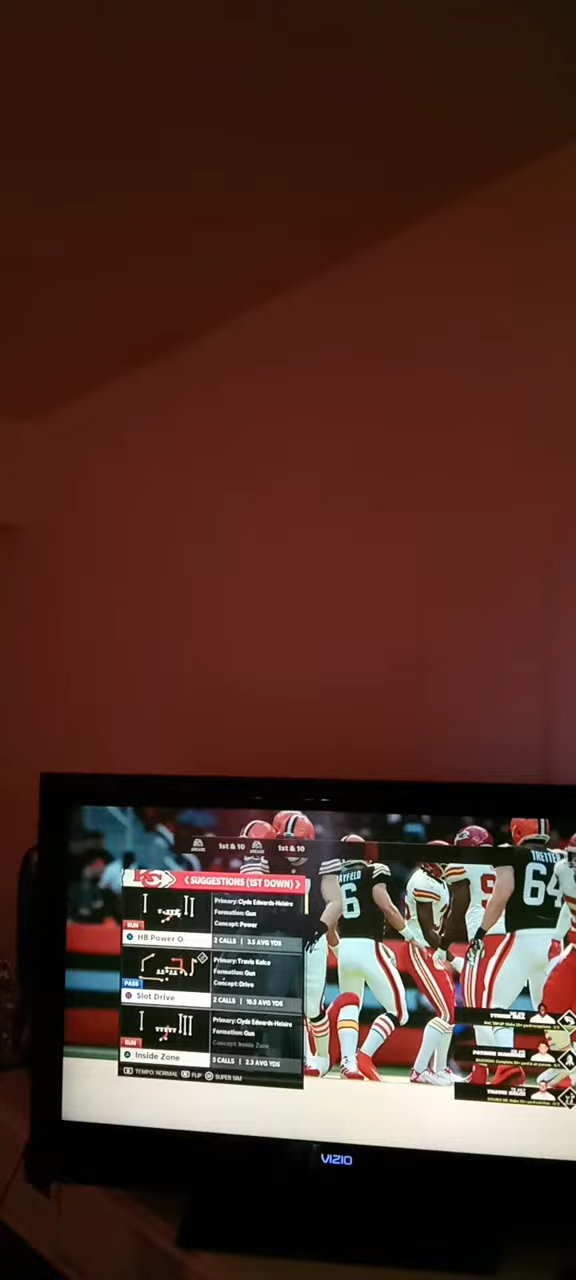 1st & 10
1st & 10
SUGGESTIONS (1ST DOWN)
Primary: Clyde Edwards-Helaire
Formation: Gun
Concept: Power
RUN
HB Power O
2 CALLS | 3.5 AVG YDS
Primary: Travis Kelce
Formation: Gun
Concept: Drive
PASS
Slot Drive
2 CALLS | 10.5 AVG YDS
Primary: Clyde Edwards-Helaire
Formation: Gun
Concept: Inside Zone
RUN
Inside Zone
3 CALLS | 2.3 AVG YDS
TEMPO: NORMAL
FLIP
SUPER SIM
AYFIELD
6
TRETTER
64
9
VIZIO